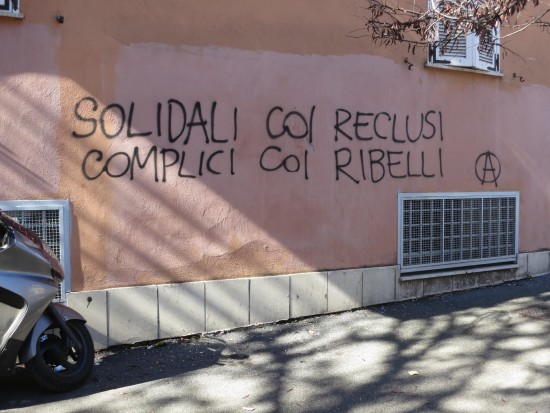 SOLIDALI COI RECLUSI
COMPLICI COI RIBELLI Ⓐ